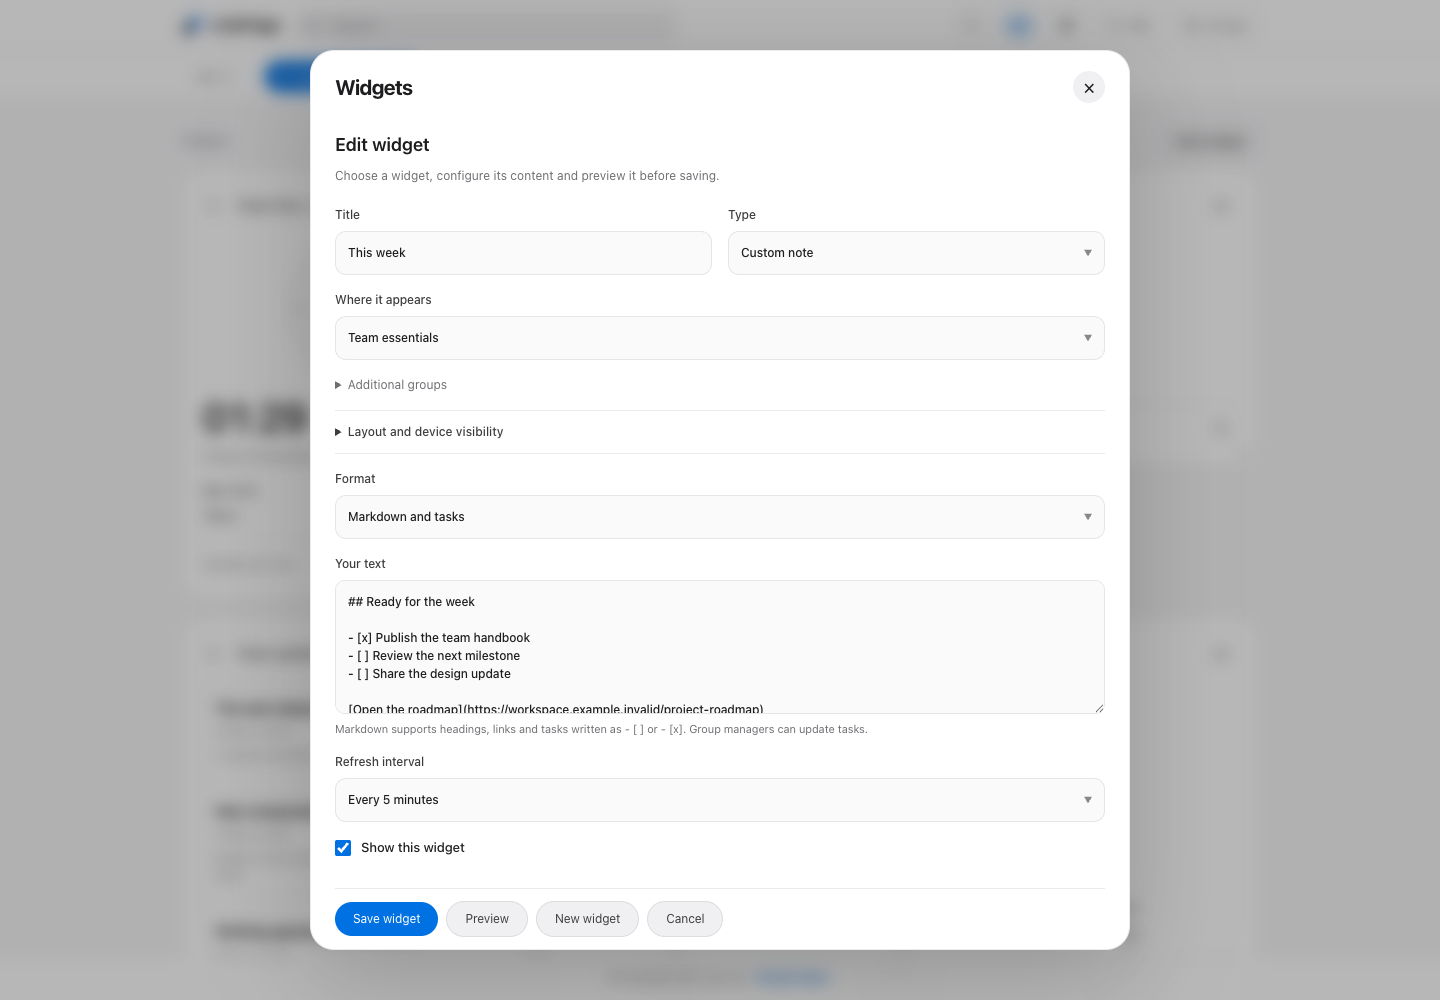 Widgets
Edit widget
Choose a widget, configure its content and preview it before saving.
Title
Type
This week
Custom note
Where it appears
Team essentials
Additional groups
Layout and device visibility
Format
Markdown and tasks
Your text
## Ready for the week
- [x] Publish the team handbook
- [ ] Review the next milestone
- [ ] Share the design update
[Open the roadmap](https://workspace.example.invalid/project-roadmap)
Markdown supports headings, links and tasks written as - [ ] or - [x]. Group managers can update tasks.
Refresh interval
Every 5 minutes
Show this widget
Save widget
Preview
New widget
Cancel
01:29